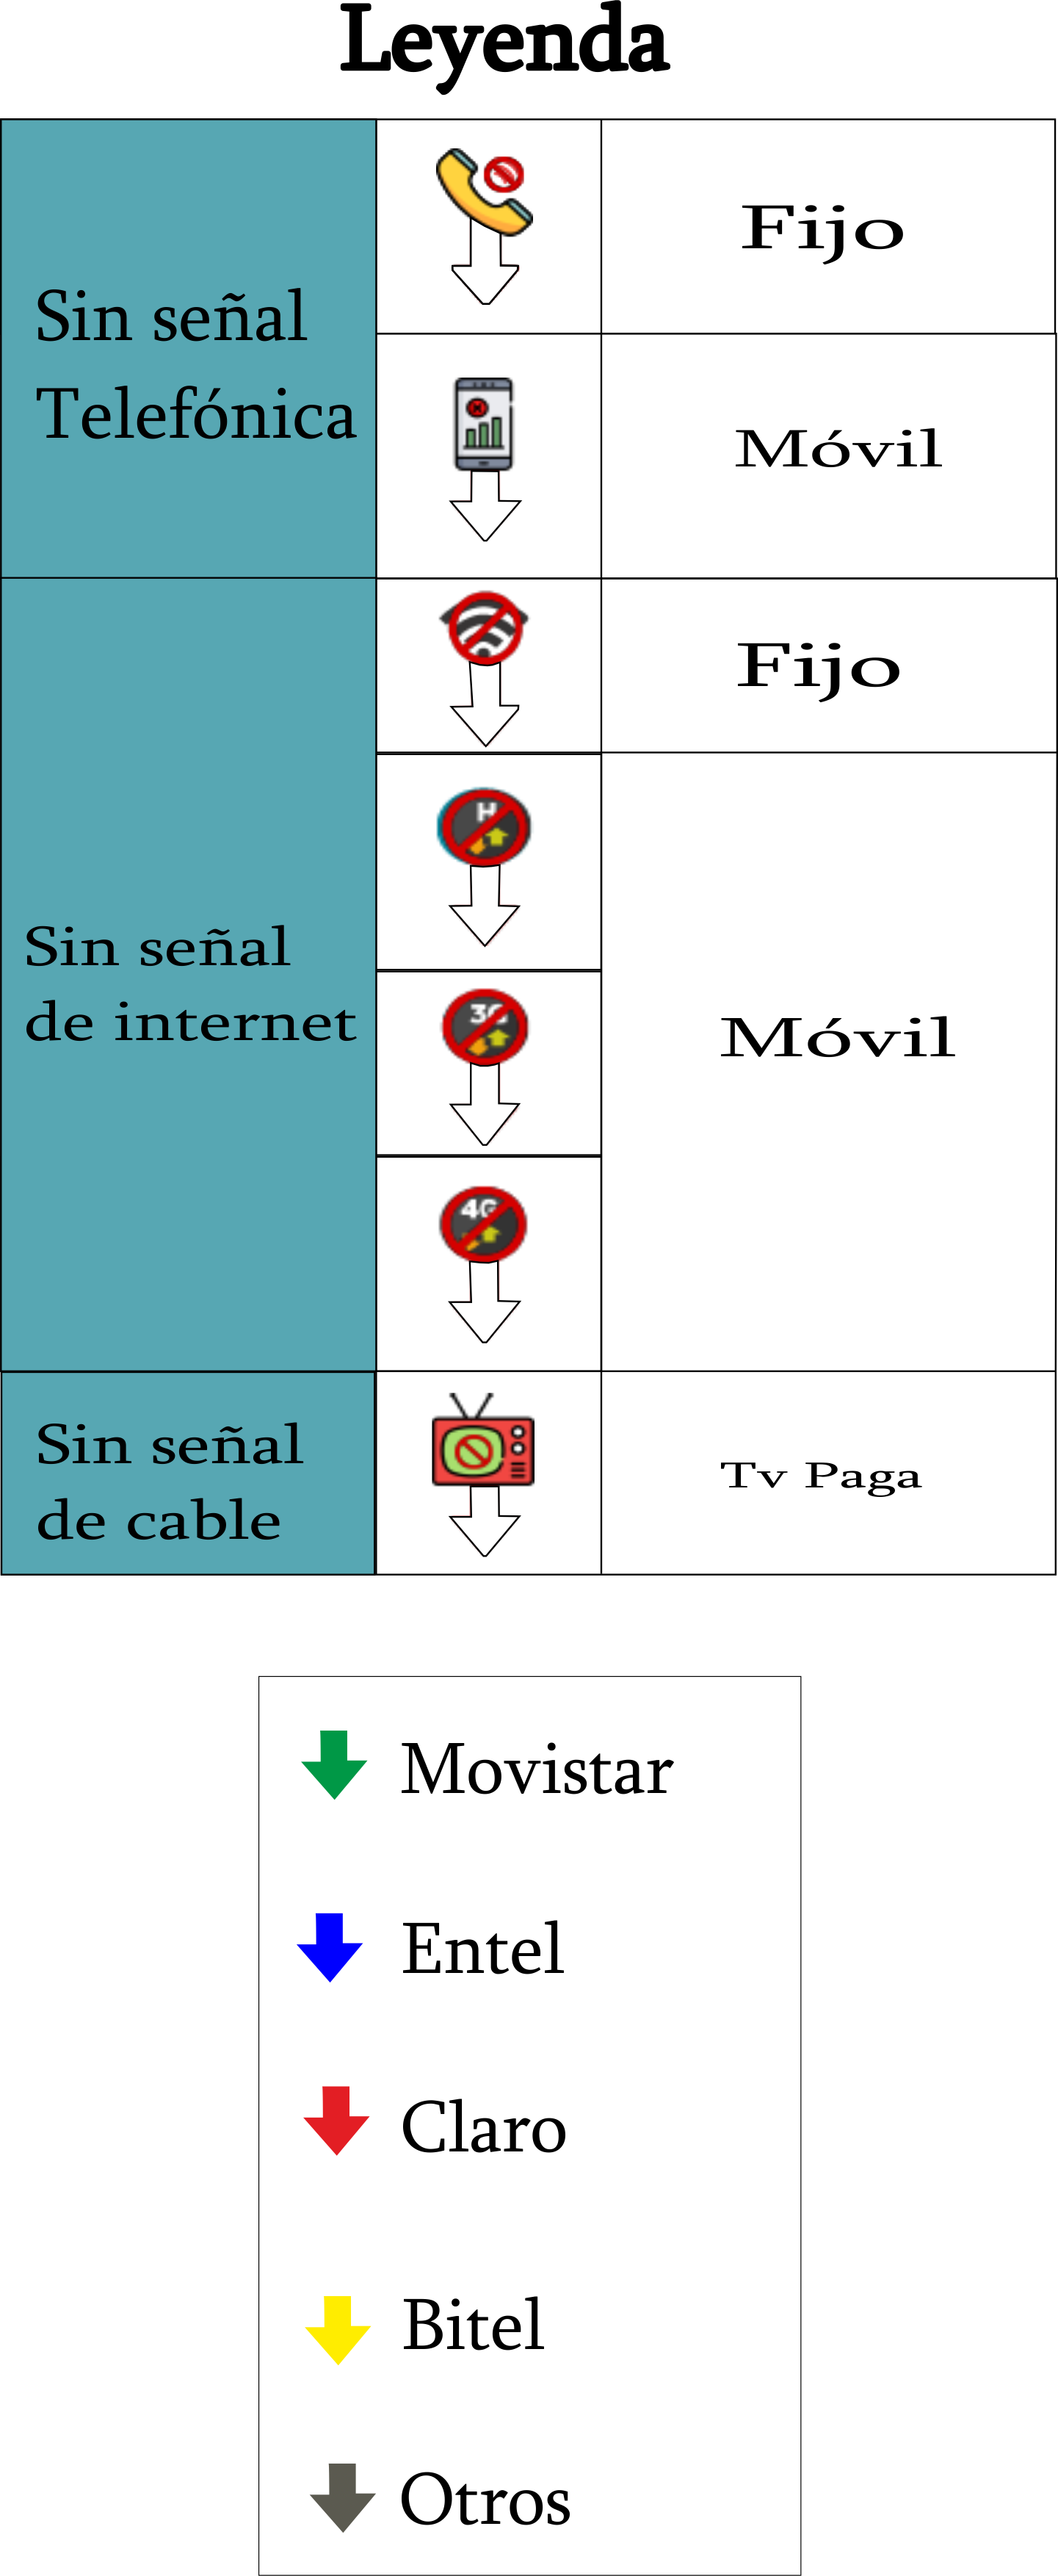 Leyenda
Sin señal
Telefónica
Fijo
Móvil
Sin señal
de internet
Fijo
H
3G
4G
Móvil
Sin señal
de cable
Tv Paga
Movistar
Entel
Claro
Bitel
Otros